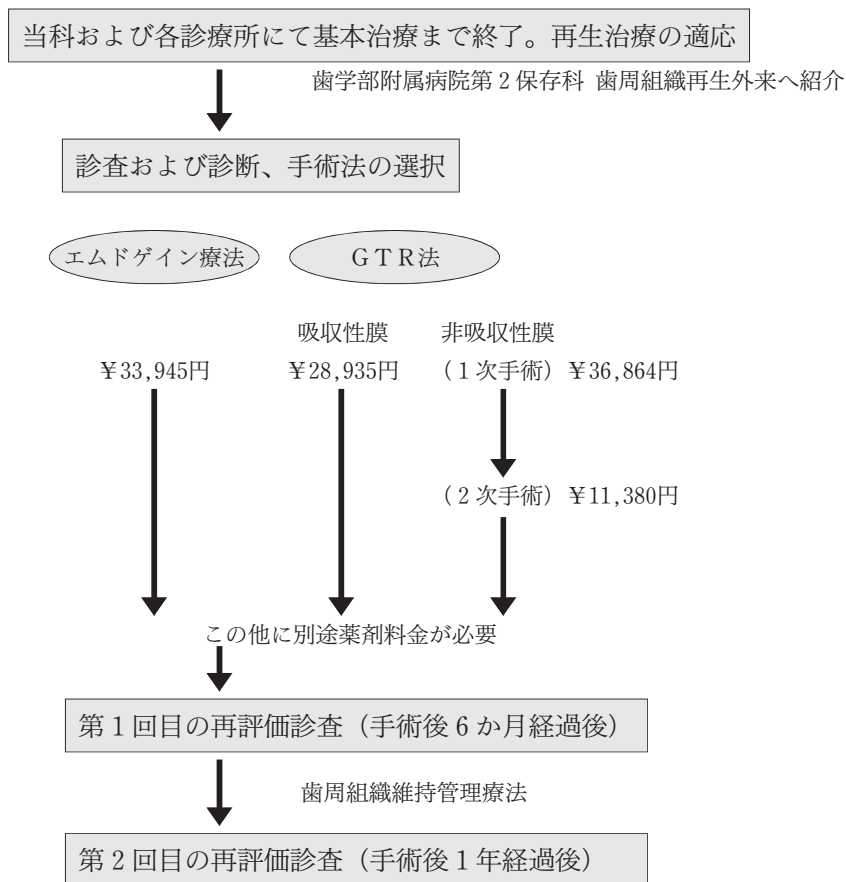 当科および各診療所にて基本治療まで終了。再生治療の適応
歯学部附属病院第2保存科 歯周組織再生外来へ紹介
診査および診断、手術法の選択
エムドゲイン療法
GTR法
吸収性膜 非吸収性膜
¥33,945円 ¥28,935円 (1次手術) ¥36,864円
(2次手術) ¥11,380円
この他に別途薬剤料金が必要
第1回目の再評価診査(手術後6か月経過後)
歯周組織維持管理療法
第2回目の再評価診査(手術後1年経過後)